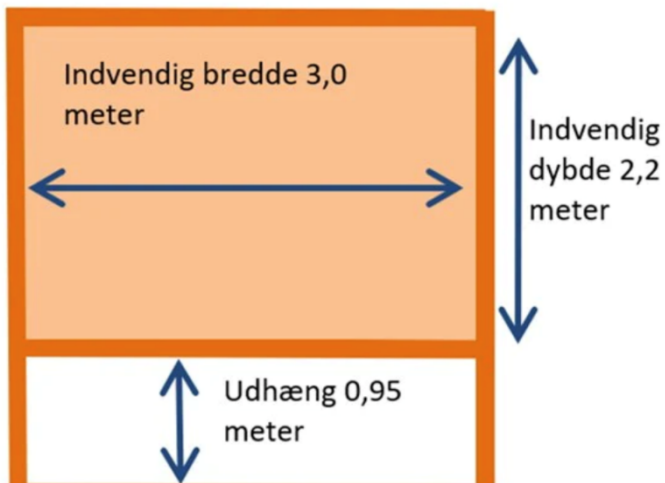 Indvendig bredde 3,0
meter
Indvendig
dybde 2,2
meter
Udhæng 0,95
meter